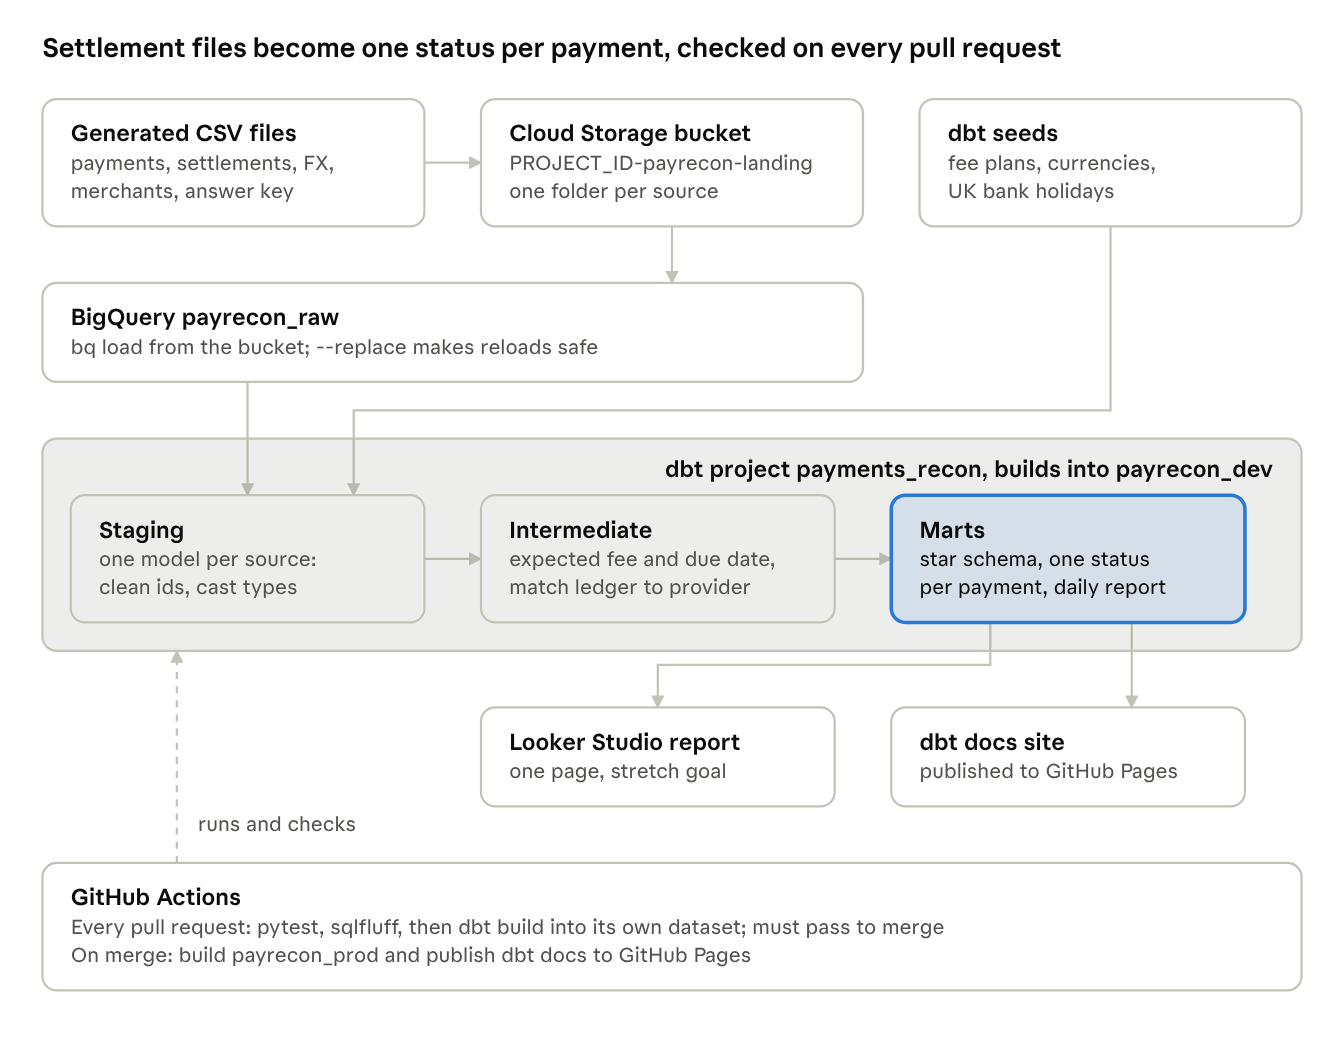 Settlement files become one status per payment, checked on every pull request
Generated CSV files
payments, settlements, FX,
merchants, answer key
Cloud Storage bucket
PROJECT_ID-payrecon-landing
one folder per source
dbt seeds
fee plans, currencies,
UK bank holidays
BigQuery payrecon_raw
bq load from the bucket; --replace makes reloads safe
dbt project payments_recon, builds into payrecon_dev
Staging
one model per source:
clean ids, cast types
Intermediate
expected fee and due date,
match ledger to provider
Marts
star schema, one status
per payment, daily report
Looker Studio report
one page, stretch goal
dbt docs site
published to GitHub Pages
runs and checks
GitHub Actions
Every pull request: pytest, sqlfluff, then dbt build into its own dataset; must pass to merge
On merge: build payrecon_prod and publish dbt docs to GitHub Pages